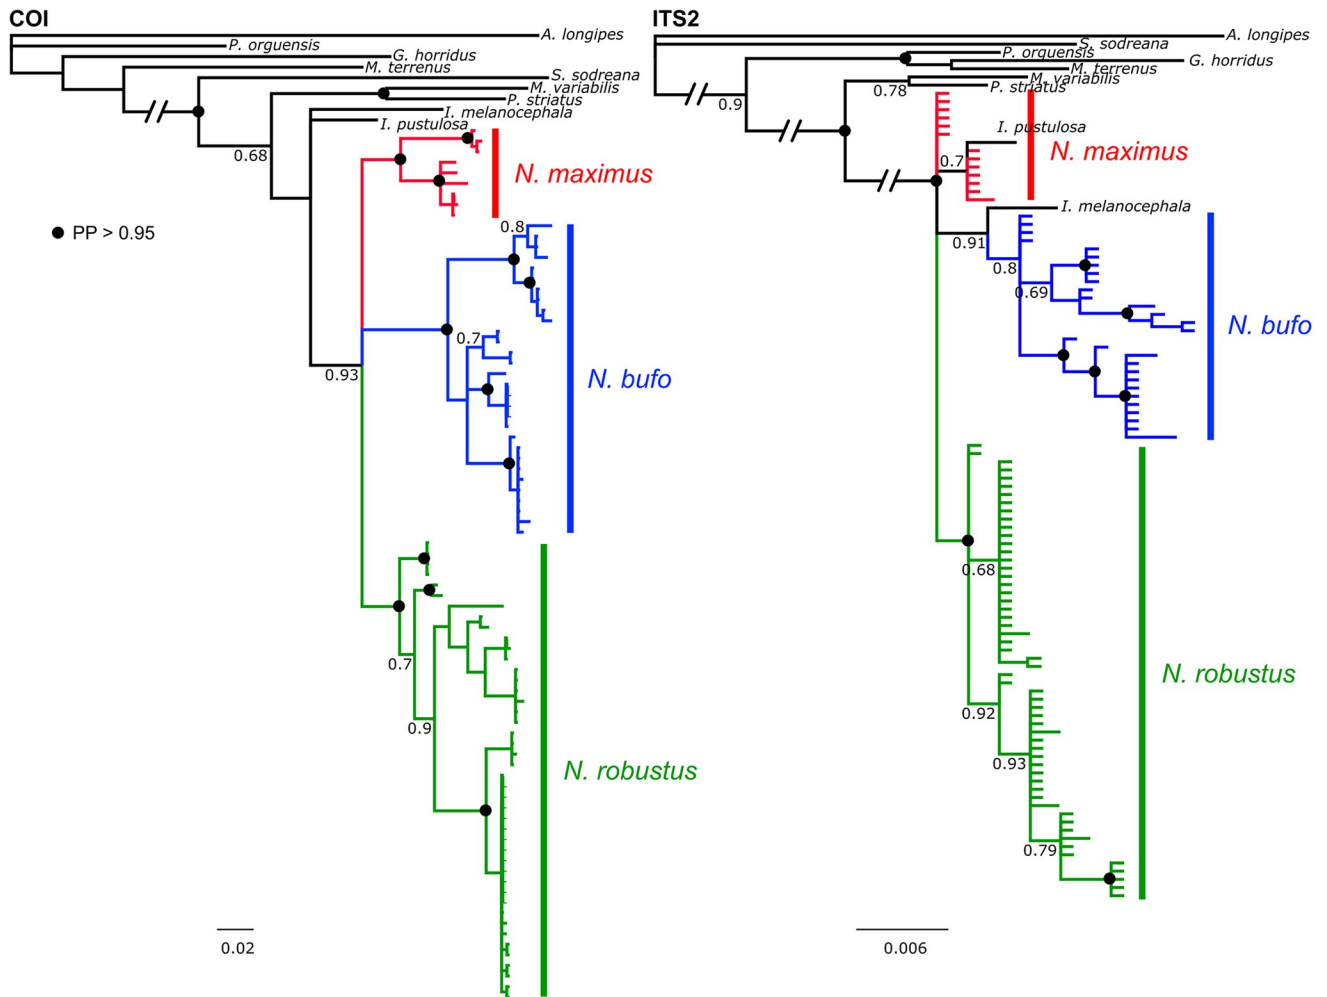 COI
A. longipes
P. orguensis
G. horridus
M. terrenus
S. sodreana
M. variabilis
P. striatus
I. melanocephala
I. pustulosa
0.68
N. maximus
PP > 0.95
0.8
0.7
N. bufo
0.93
0.7
0.9
N. robustus
0.02
ITS2
A. longipes
S. sodreana
P. orquensis
G. horridus
M. terrenus
M. variabilis
P. striatus
0.78
0.9
I. pustulosa
0.7
N. maximus
I. melanocephala
0.91
0.8
0.69
N. bufo
0.68
N. robustus
0.92
0.93
0.79
0.006